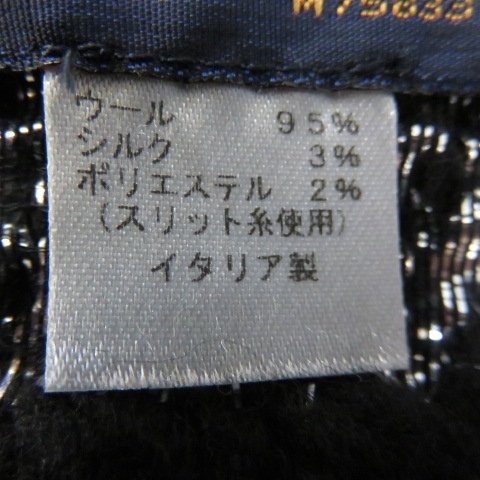 M75833
ウール 95%
シルク 3%
ポリエステル 2%
(スリット糸使用)
イタリア製